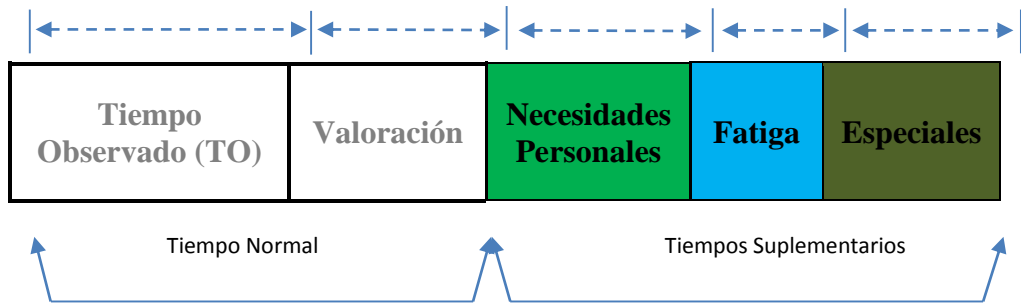 Tiempo
Observado (TO)
Valoración
Necesidades
Personales
Fatiga
Especiales
Tiempo Normal
Tiempos Suplementarios